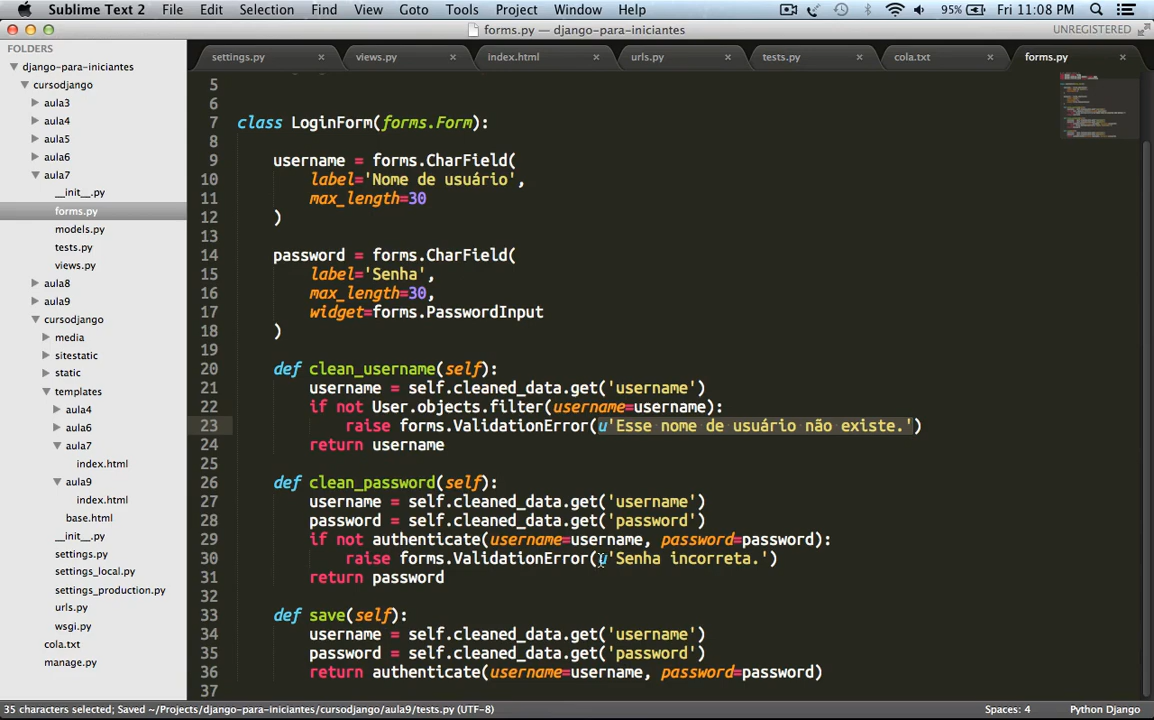 Sublime Text 2 File Edit Selection Find View Goto Tools Project Window Help 95% Fri 11:08 PM
forms.py — django-para-iniciantes UNREGISTERED
FOLDERS
django-para-iniciantes
cursodjango
aula3
aula4
aula5
aula6
aula7
__init__.py
forms.py
models.py
tests.py
views.py
aula8
aula9
cursodjango
media
sitestatic
static
templates
aula4
aula6
aula7
index.html
aula9
index.html
base.html
__init__.py
settings.py
settings_local.py
settings_production.py
urls.py
wsgi.py
cola.txt
manage.py
settings.py × views.py × index.html × urls.py × tests.py × cola.txt × forms.py ×
5
6
7 class LoginForm(forms.Form):
8
9 username = forms.CharField(
10 label='Nome de usuário',
11 max_length=30
12 )
13
14 password = forms.CharField(
15 label='Senha',
16 max_length=30,
17 widget=forms.PasswordInput
18 )
19
20 def clean_username(self):
21 username = self.cleaned_data.get('username')
22 if not User.objects.filter(username=username):
23 raise forms.ValidationError(u'Esse nome de usuário não existe.')
24 return username
25
26 def clean_password(self):
27 username = self.cleaned_data.get('username')
28 password = self.cleaned_data.get('password')
29 if not authenticate(username=username, password=password):
30 raise forms.ValidationError(u'Senha incorreta.')
31 return password
32
33 def save(self):
34 username = self.cleaned_data.get('username')
35 password = self.cleaned_data.get('password')
36 return authenticate(username=username, password=password)
37
35 characters selected; Saved ~/Projects/django-para-iniciantes/cursodjango/aula9/tests.py (UTF-8) Spaces: 4 Python Django